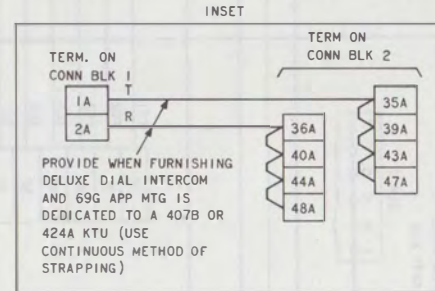 INSET
TERM. ON
CONN BLK 1
TERM ON
CONN BLK 2
T
1A
35A
R
2A
36A
39A
40A
43A
44A
47A
48A
PROVIDE WHEN FURNISHING
DELUXE DIAL INTERCOM
AND 69G APP MTG IS
DEDICATED TO A 407B OR
424A KTU (USE
CONTINUOUS METHOD OF
STRAPPING)